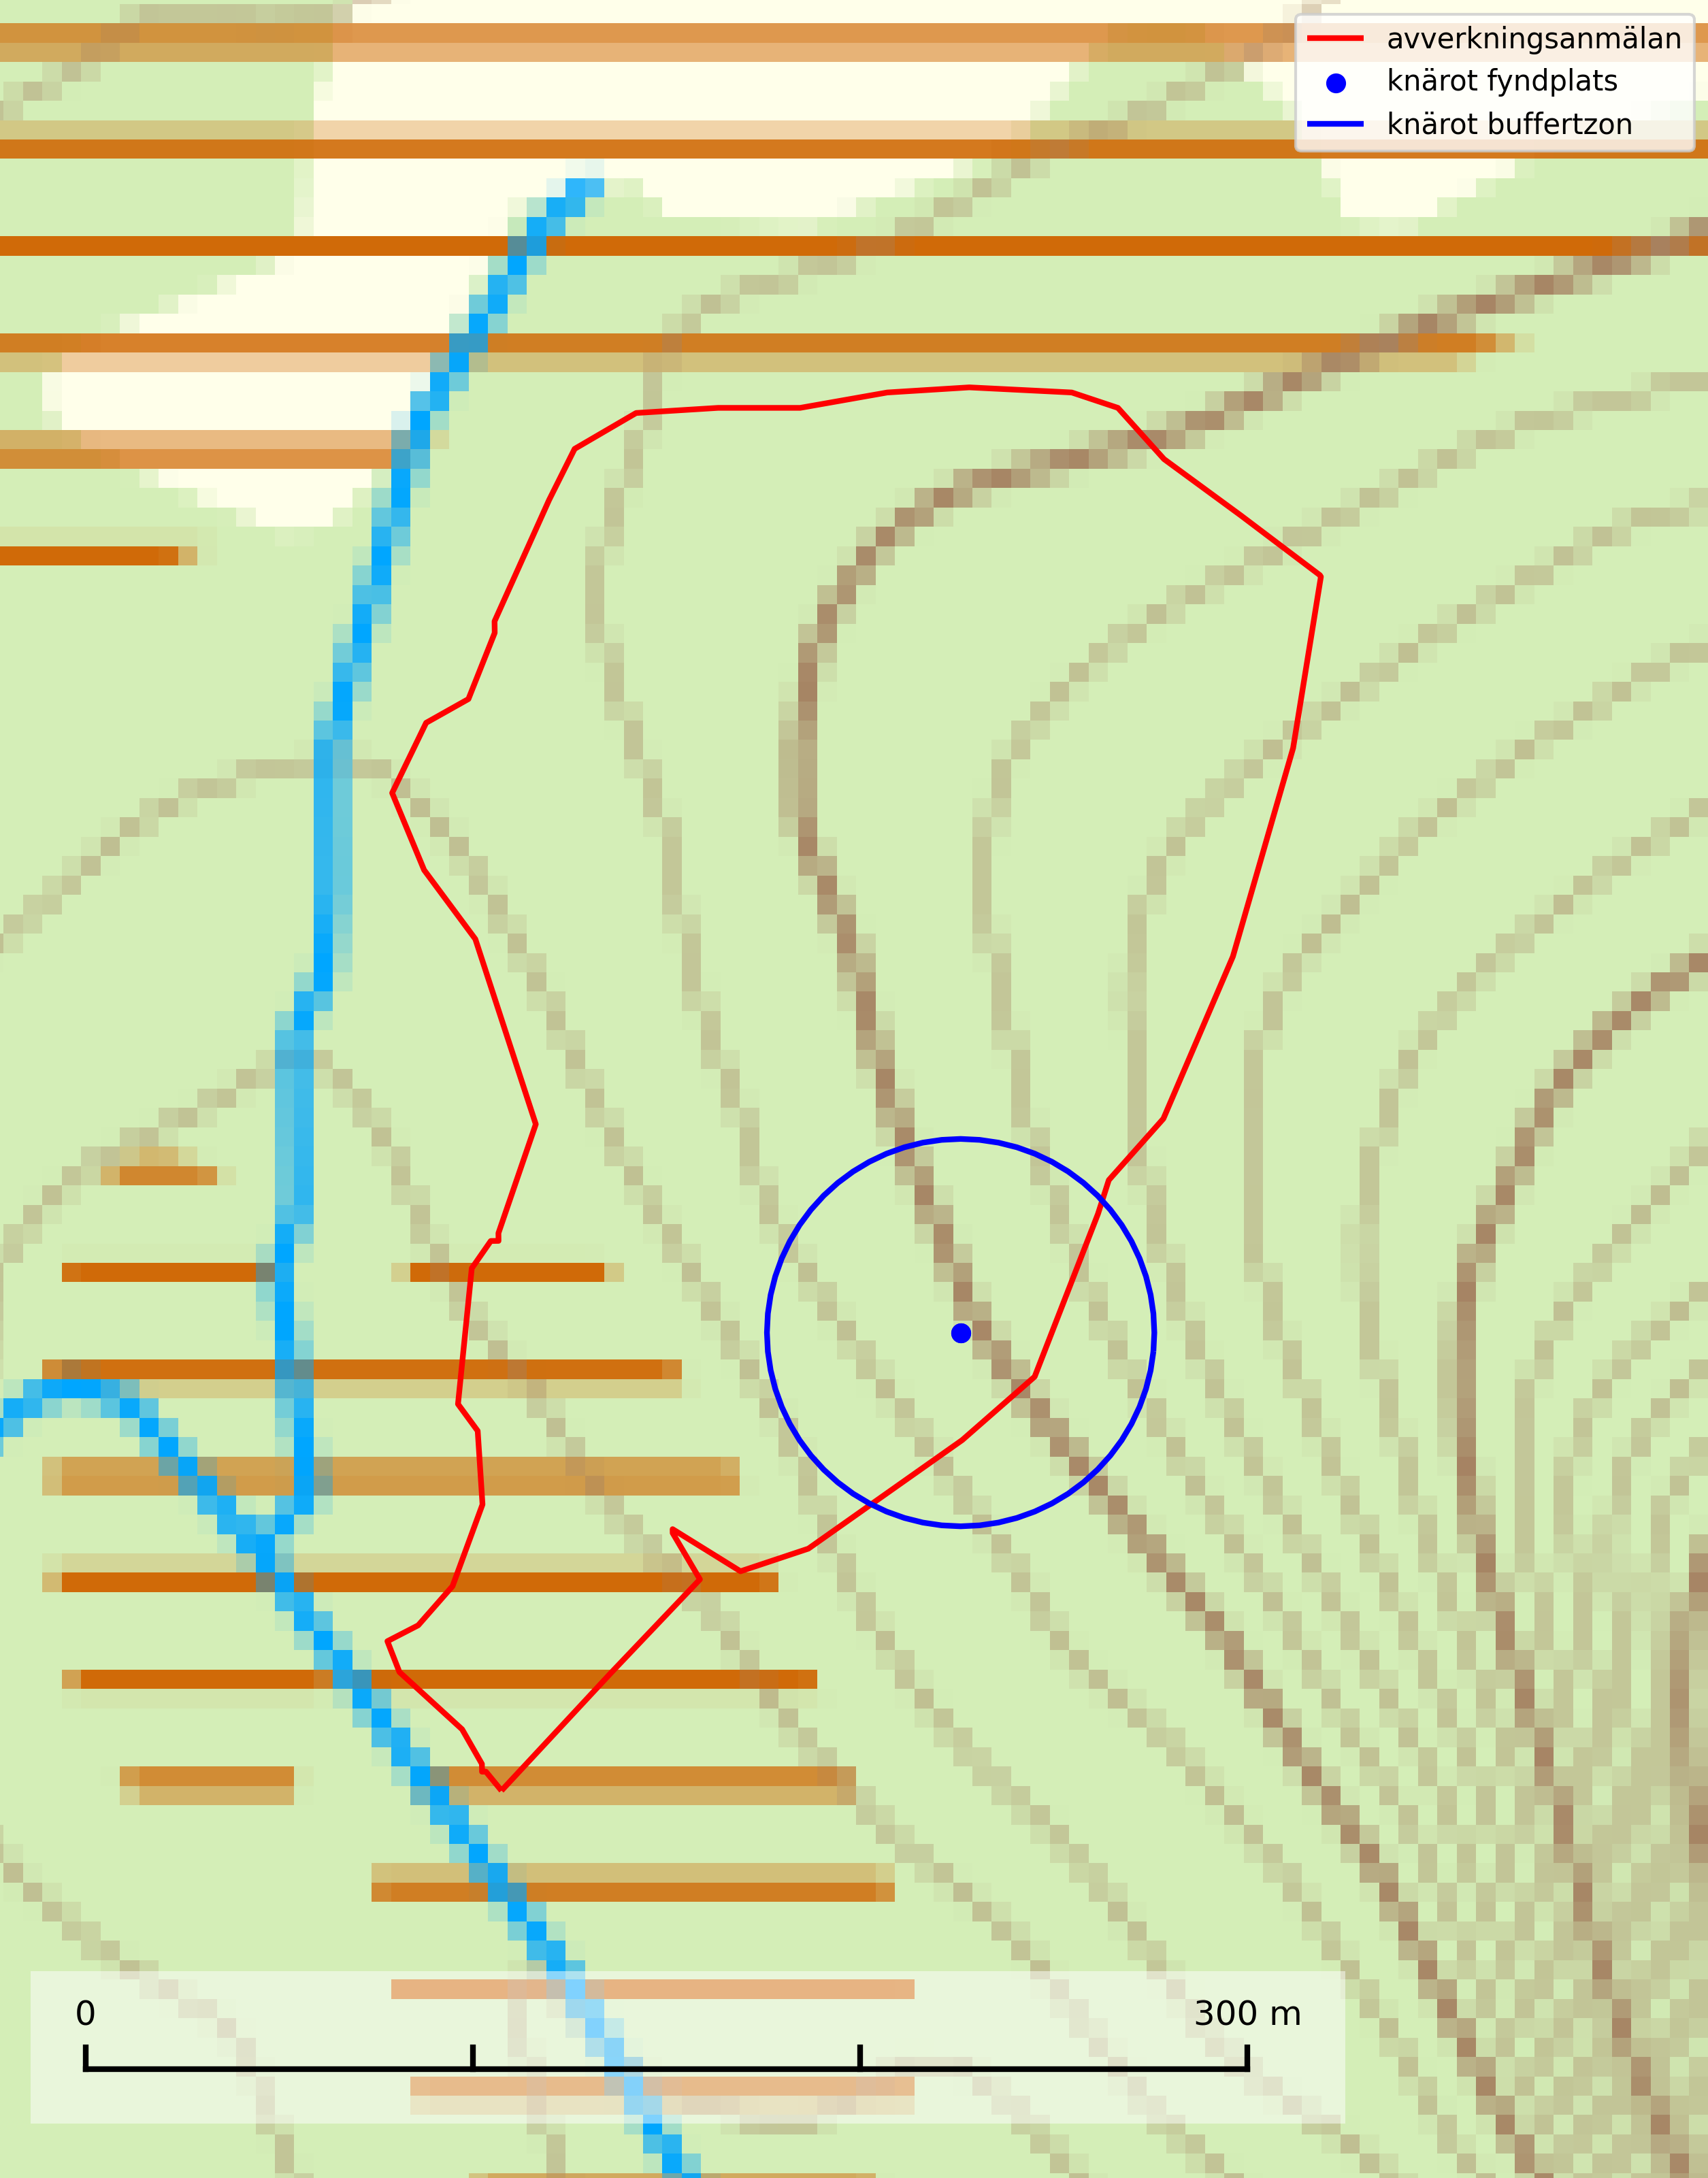 avverkningsanmälan
knärot fyndplats
knärot buffertzon
0 300 m